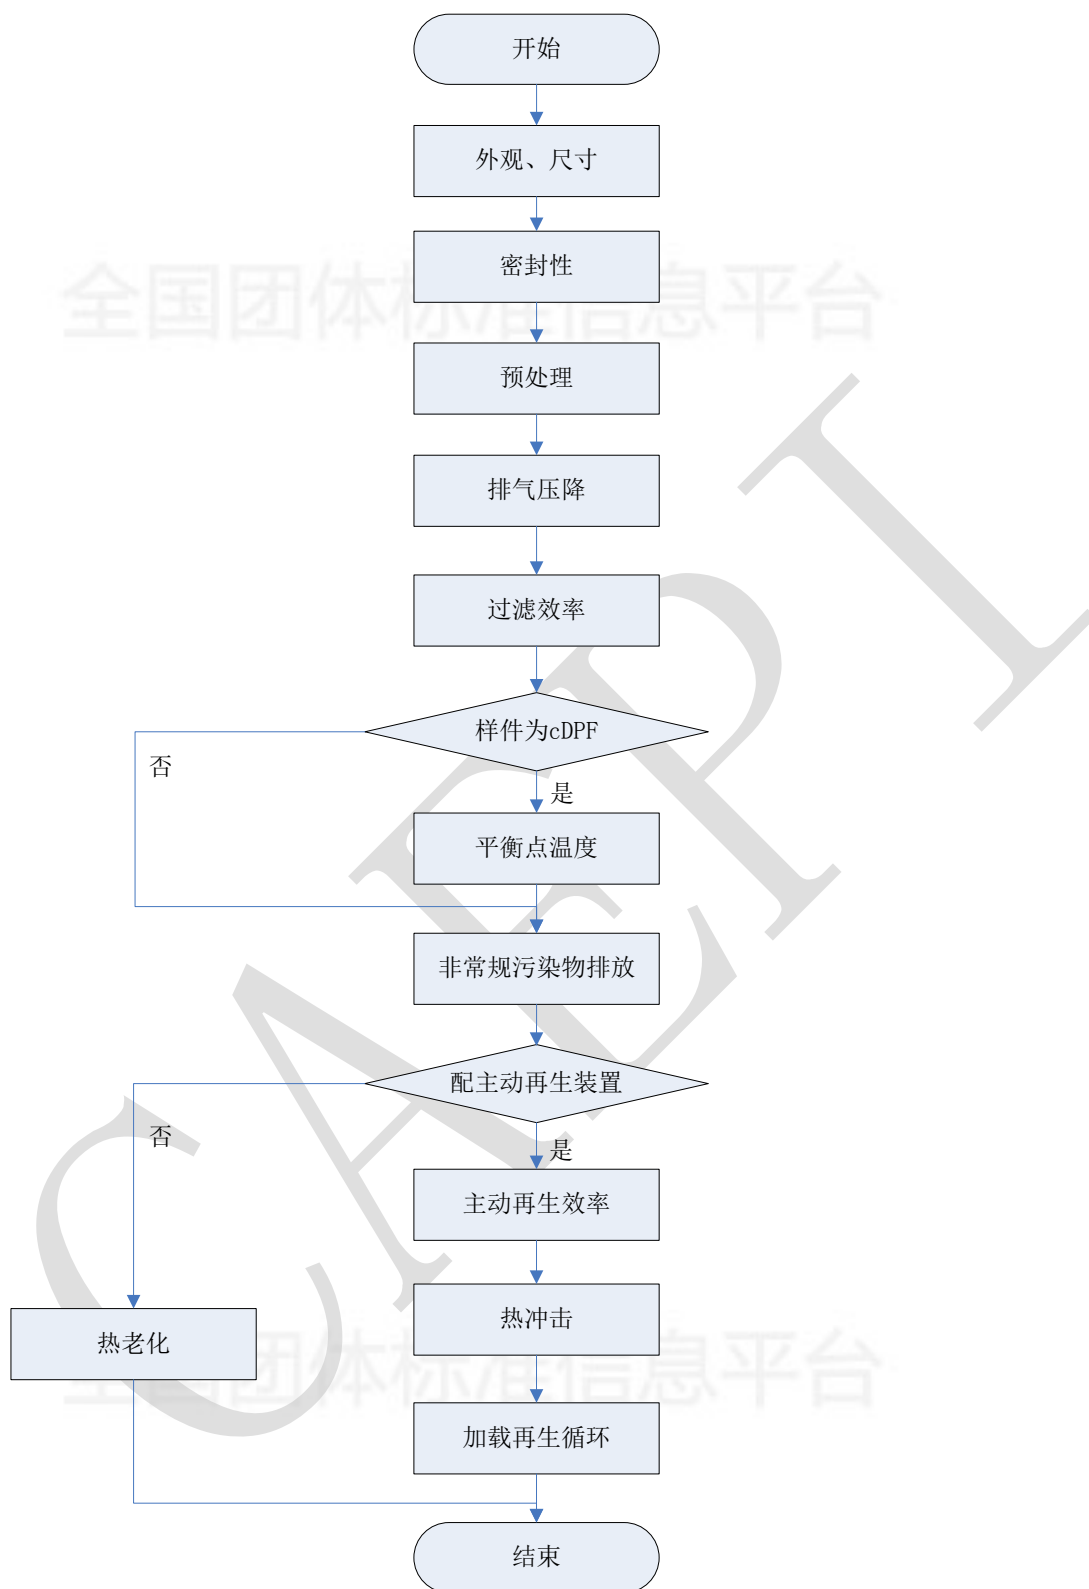 开始
外观、尺寸
密封性
全国团体标准信息平台
预处理
排气压降
过滤效率
样件为cDPF
否
是
平衡点温度
非常规污染物排放
配主动再生装置
否
是
主动再生效率
热冲击
热老化
全国团体标准信息平台
加载再生循环
结束
CAEPI